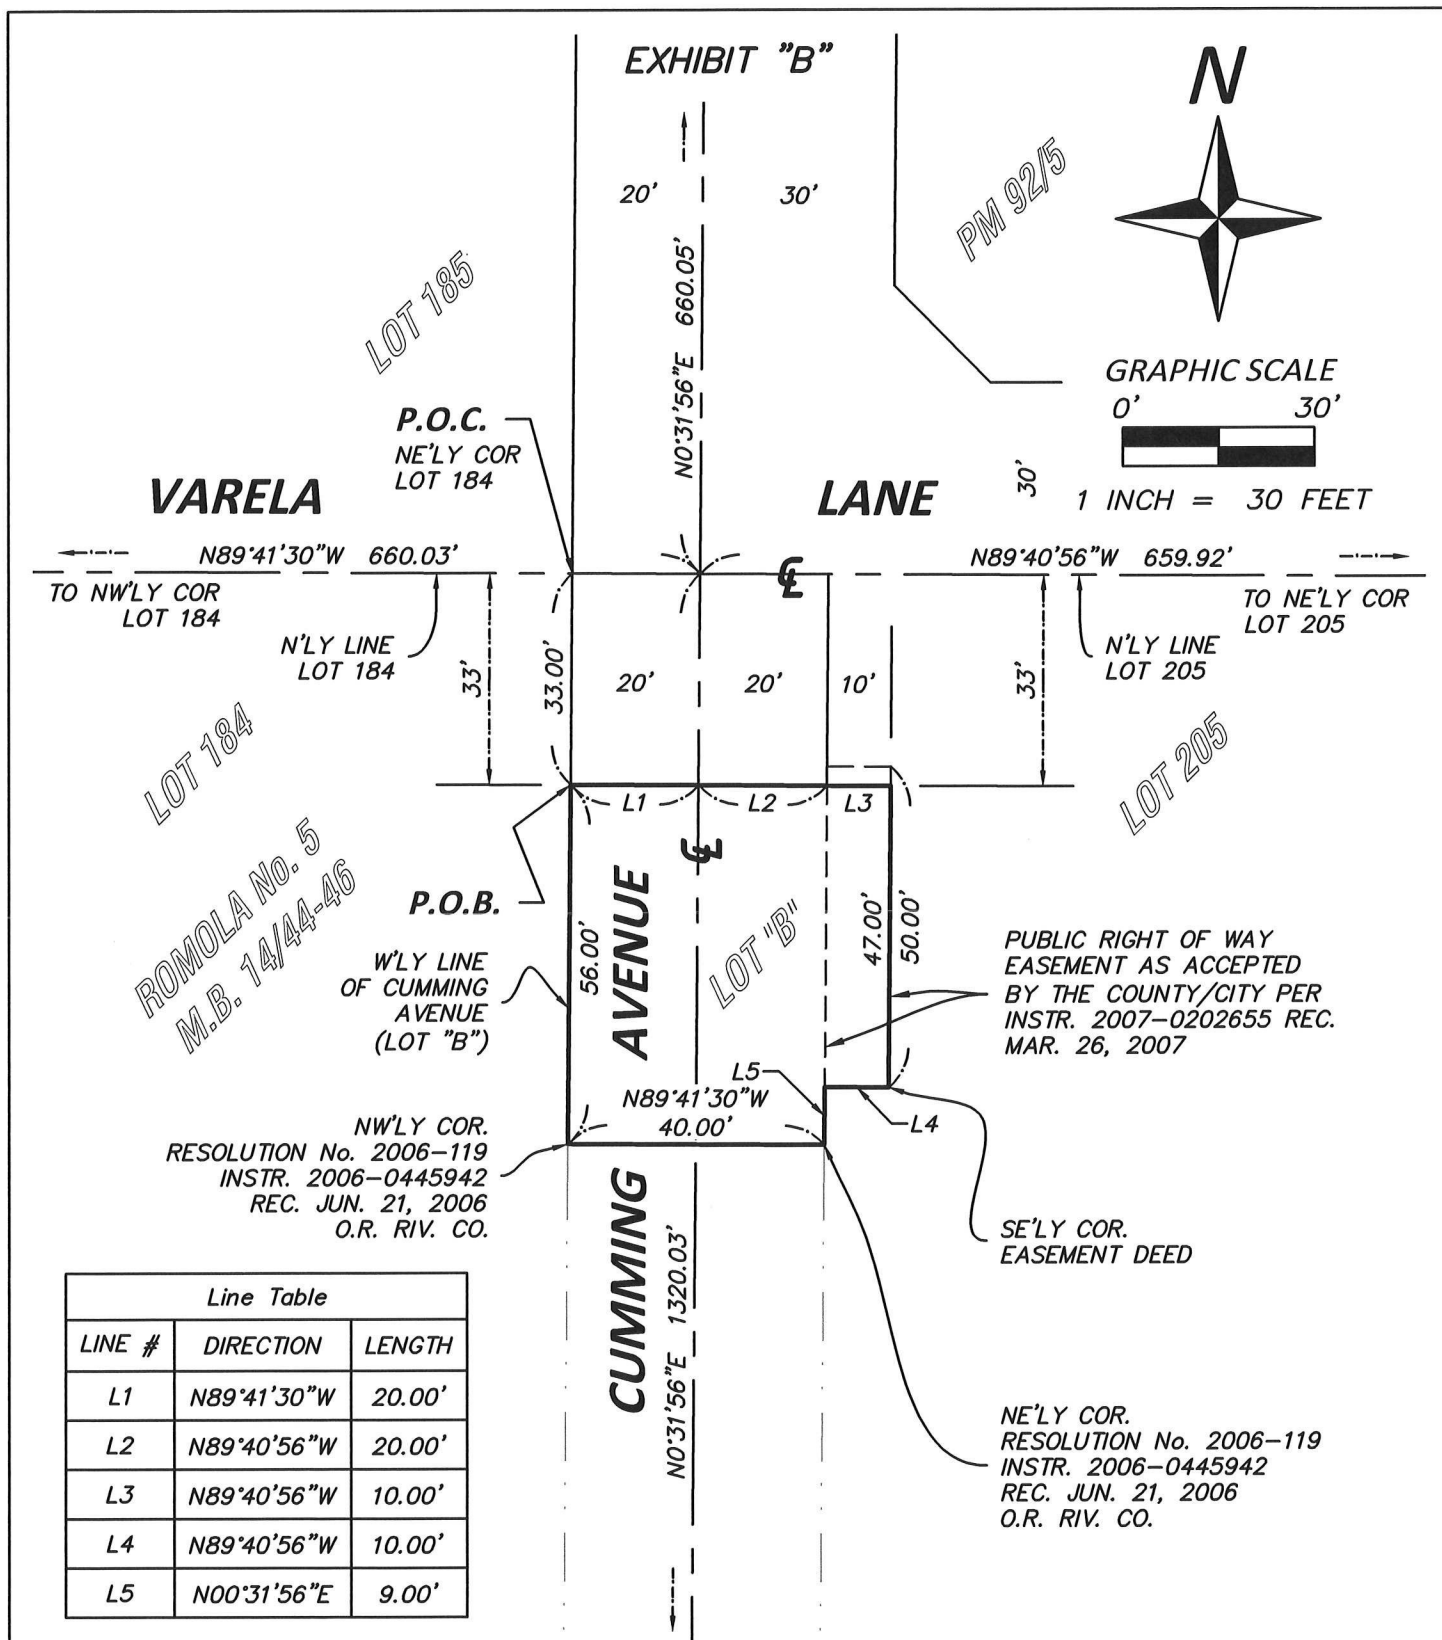 EXHIBIT "B"
N
PM 92/5
20'
30'
N0°31'56"E 660.05'
LOT 185
GRAPHIC SCALE
0' 30'
1 INCH = 30 FEET
P.O.C.
NE'LY COR
LOT 184
VARELA
LANE
30'
N89°41'30"W 660.03'
N89°40'56"W 659.92'
TO NW'LY COR
LOT 184
TO NE'LY COR
LOT 205
N'LY LINE
LOT 184
N'LY LINE
LOT 205
33'
33.00'
20'
20'
10'
33'
LOT 184
LOT 205
L1
L2
L3
ROMOLA No. 5
M.B. 14/44-46
P.O.B.
W'LY LINE
OF CUMMING
AVENUE
(LOT "B")
56.00'
AVENUE
LOT "B"
47.00'
50.00'
PUBLIC RIGHT OF WAY
EASEMENT AS ACCEPTED
BY THE COUNTY/CITY PER
INSTR. 2007-0202655 REC.
MAR. 26, 2007
L5
N89°41'30"W
40.00'
L4
NW'LY COR.
RESOLUTION No. 2006-119
INSTR. 2006-0445942
REC. JUN. 21, 2006
O.R. RIV. CO.
CUMMING
N0°31'56"E 1320.03'
SE'LY COR.
EASEMENT DEED
NE'LY COR.
RESOLUTION No. 2006-119
INSTR. 2006-0445942
REC. JUN. 21, 2006
O.R. RIV. CO.
Line Table
LINE # DIRECTION LENGTH
L1 N89°41'30"W 20.00'
L2 N89°40'56"W 20.00'
L3 N89°40'56"W 10.00'
L4 N89°40'56"W 10.00'
L5 N00°31'56"E 9.00'